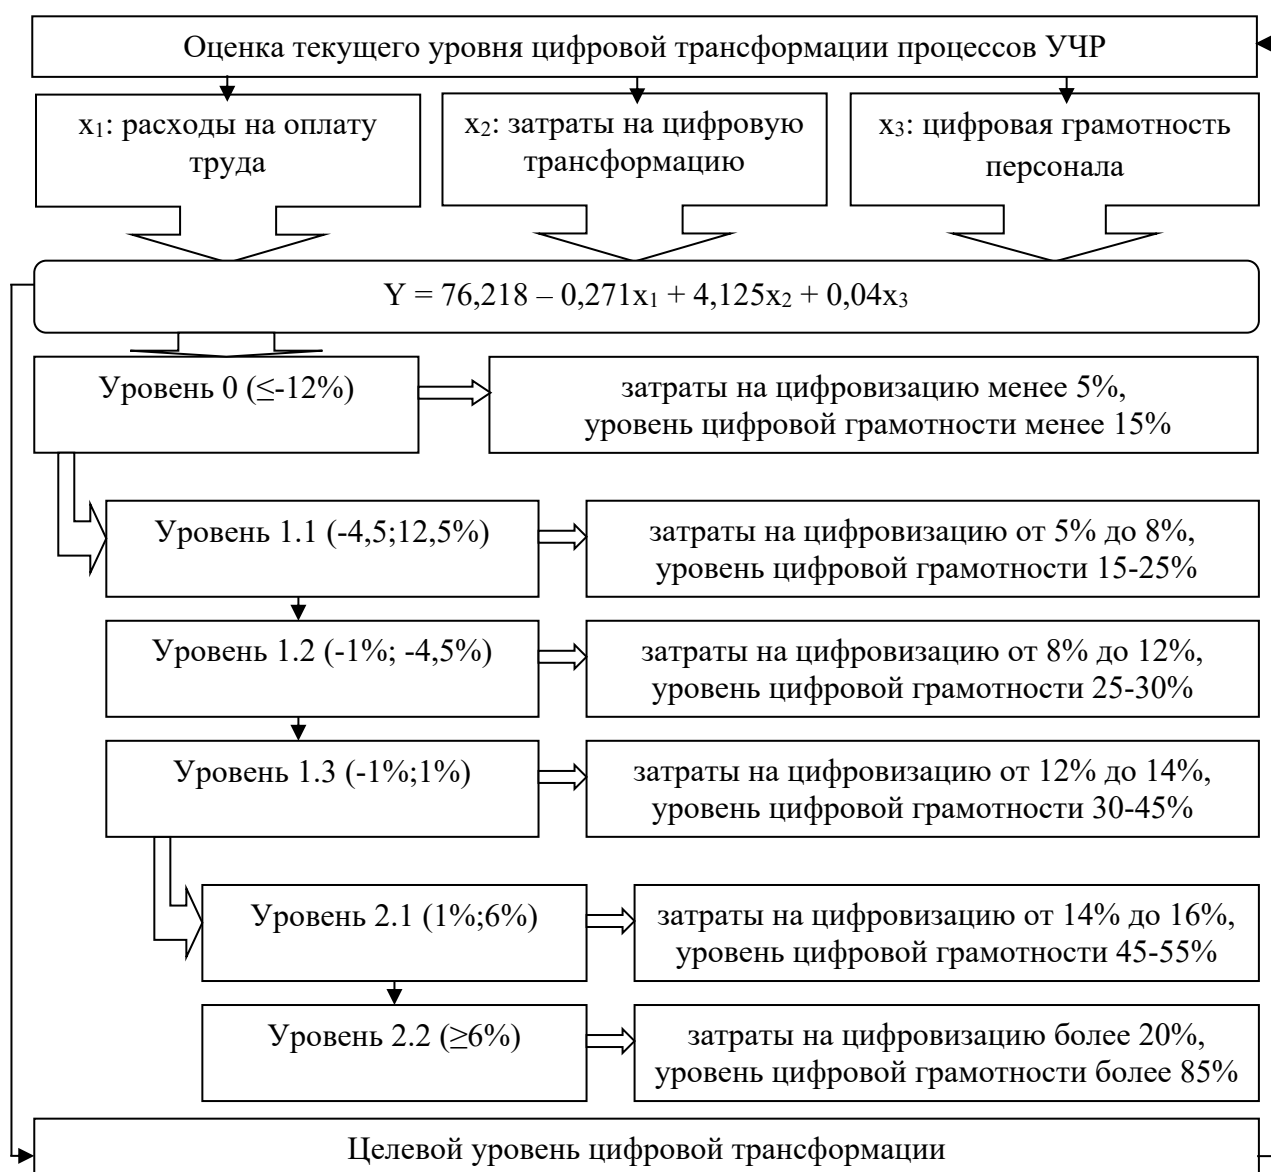 Оценка текущего уровня цифровой трансформации процессов УЧР
x₁: расходы на оплату
труда
x₂: затраты на цифровую
трансформацию
x₃: цифровая грамотность
персонала
Y = 76,218 – 0,271x₁ + 4,125x₂ + 0,04x₃
Уровень 0 (≤-12%)
затраты на цифровизацию менее 5%,
уровень цифровой грамотности менее 15%
Уровень 1.1 (-4,5;12,5%)
затраты на цифровизацию от 5% до 8%,
уровень цифровой грамотности 15-25%
Уровень 1.2 (-1%; -4,5%)
затраты на цифровизацию от 8% до 12%,
уровень цифровой грамотности 25-30%
Уровень 1.3 (-1%;1%)
затраты на цифровизацию от 12% до 14%,
уровень цифровой грамотности 30-45%
Уровень 2.1 (1%;6%)
затраты на цифровизацию от 14% до 16%,
уровень цифровой грамотности 45-55%
Уровень 2.2 (≥6%)
затраты на цифровизацию более 20%,
уровень цифровой грамотности более 85%
Целевой уровень цифровой трансформации